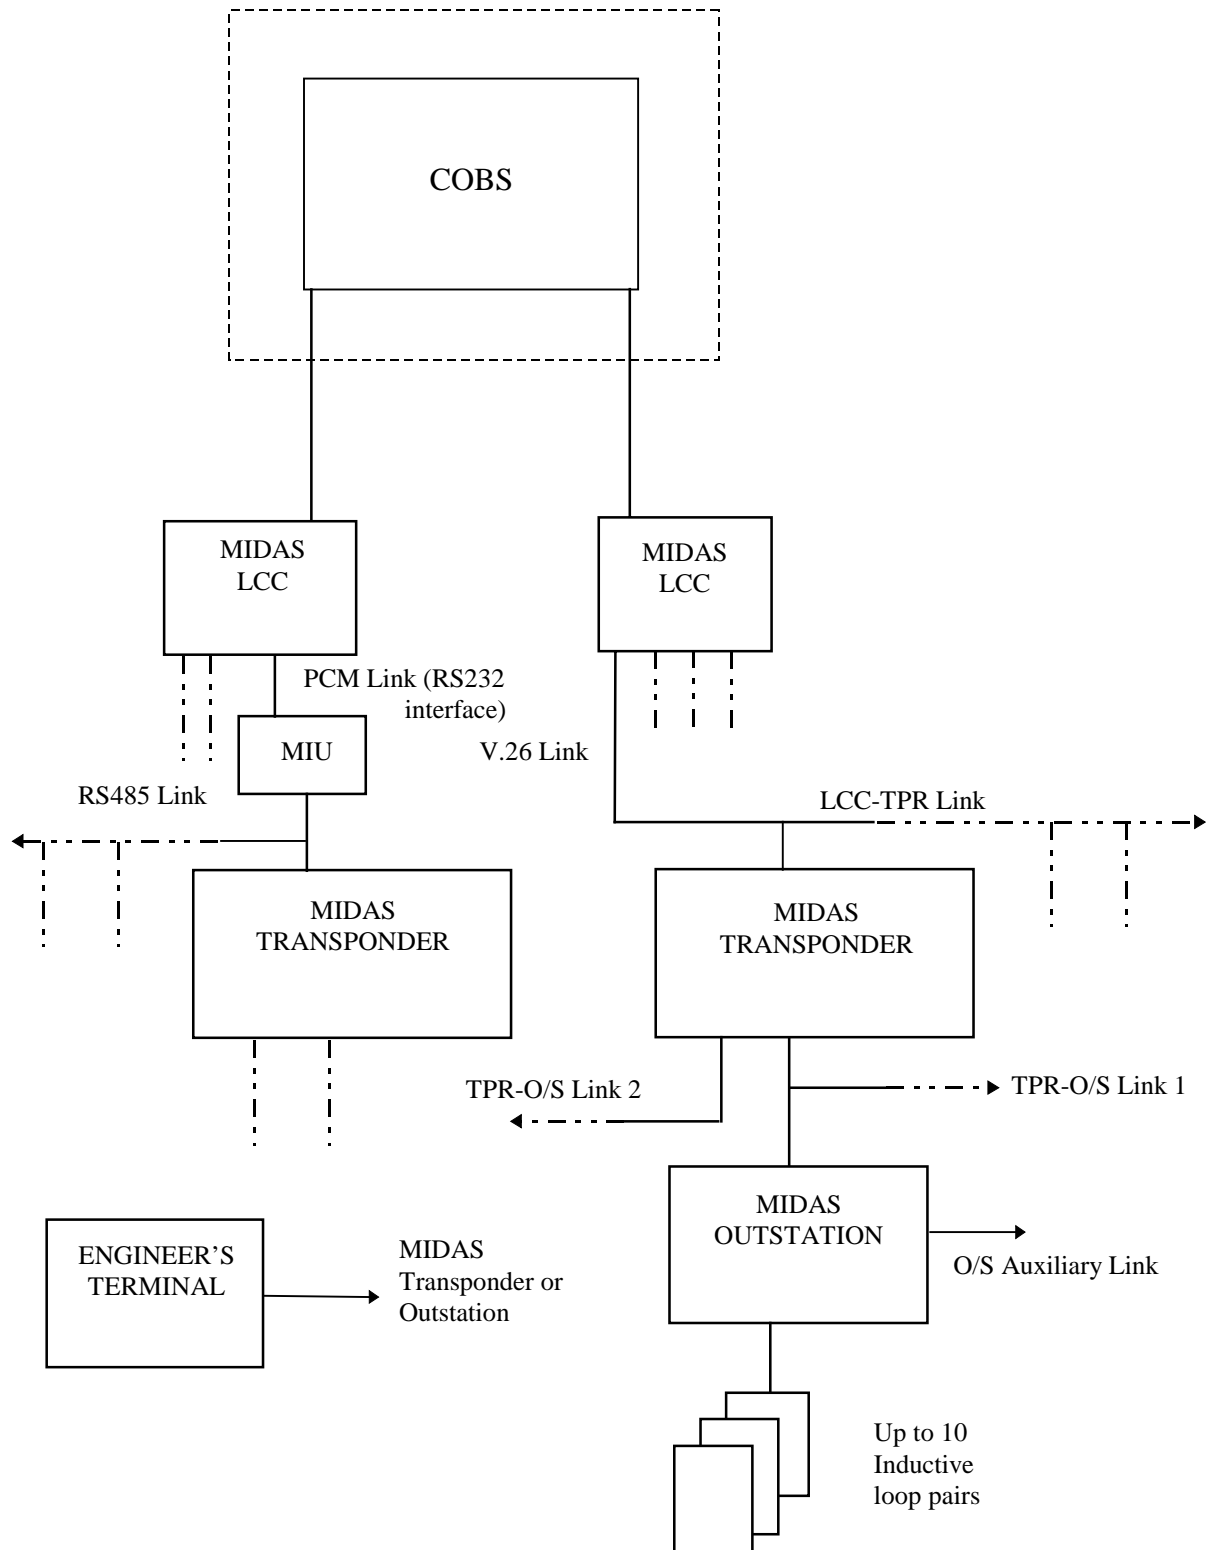 COBS
MIDAS
LCC
MIDAS
LCC
PCM Link (RS232
interface)
MIU
V.26 Link
RS485 Link
LCC-TPR Link
MIDAS
TRANSPONDER
MIDAS
TRANSPONDER
TPR-O/S Link 2
TPR-O/S Link 1
MIDAS
OUTSTATION
ENGINEER’S
TERMINAL
MIDAS
Transponder or
Outstation
O/S Auxiliary Link
Up to 10
Inductive
loop pairs